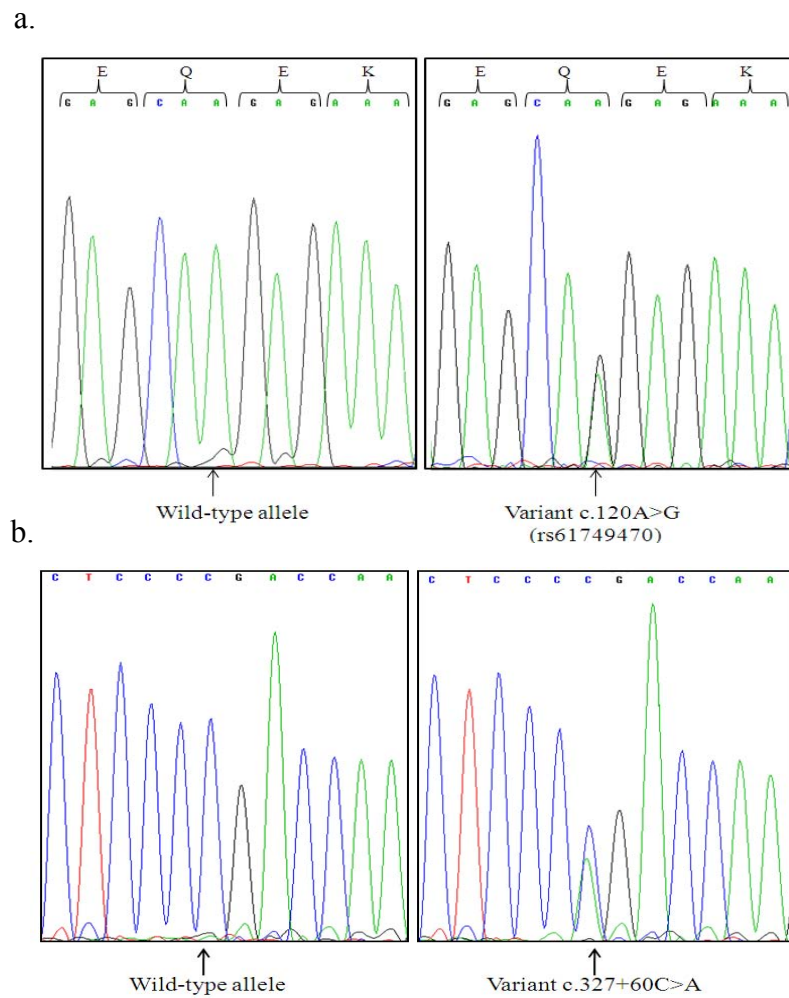 a.
E Q E K
G A G C A A G A G A A A
E Q E K
G A G C A A G A G A A A
Wild-type allele
Variant c.120A>G
(rs61749470)
b.
C T C C C C G A C C A A
C T C C C C G A C C A A
Wild-type allele
Variant c.327+60C>A